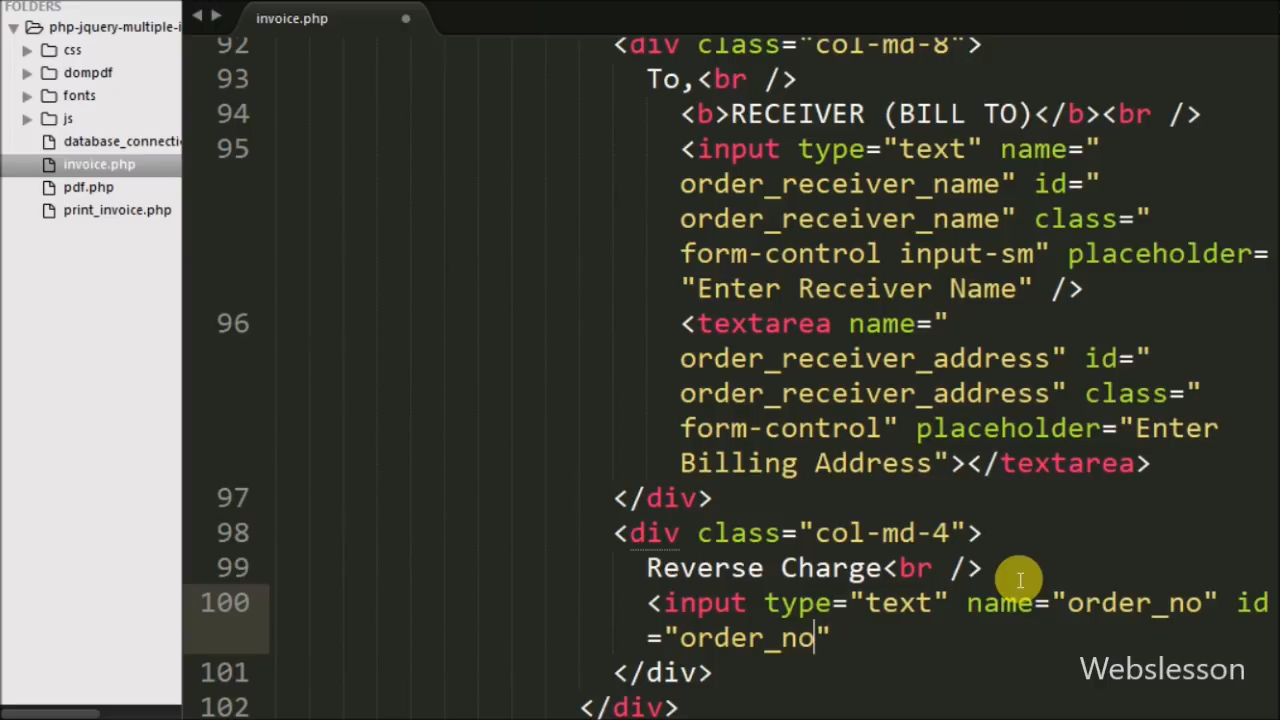 FOLDERS
php-jquery-multiple-i
css
dompdf
fonts
js
database_connecti
invoice.php
pdf.php
print_invoice.php
invoice.php
92 <div class="col-md-8">
93 To,<br />
94 <b>RECEIVER (BILL TO)</b><br />
95 <input type="text" name="
order_receiver_name" id="
order_receiver_name" class="
form-control input-sm" placeholder=
"Enter Receiver Name" />
96 <textarea name="
order_receiver_address" id="
order_receiver_address" class="
form-control" placeholder="Enter
Billing Address"></textarea>
97 </div>
98 <div class="col-md-4">
99 Reverse Charge<br />
100 <input type="text" name="order_no" id
="order_no"
101 </div>
102 </div>
Webslesson